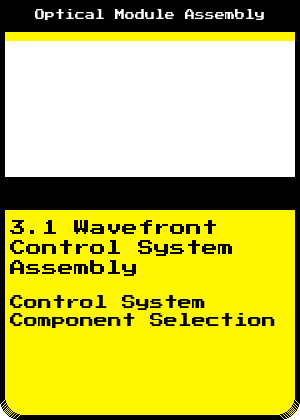 Optical Module Assembly
3.1 Wavefront
Control System
Assembly
Control System
Component Selection